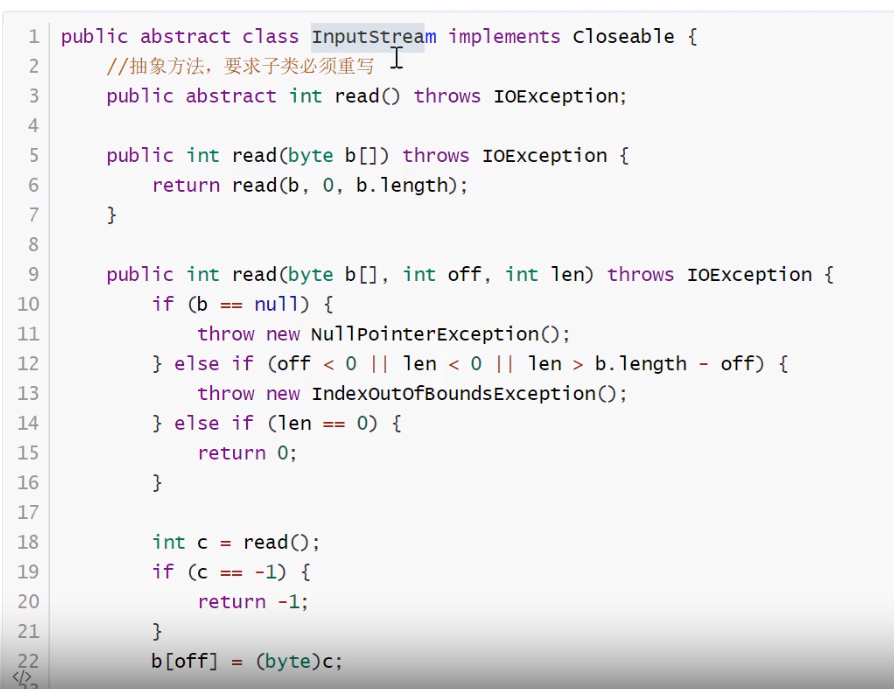 1 public abstract class InputStream implements Closeable {
2 //抽象方法，要求子类必须重写
3 public abstract int read() throws IOException;
4
5 public int read(byte b[]) throws IOException {
6 return read(b, 0, b.length);
7 }
8
9 public int read(byte b[], int off, int len) throws IOException {
10 if (b == null) {
11 throw new NullPointerException();
12 } else if (off < 0 || len < 0 || len > b.length - off) {
13 throw new IndexOutOfBoundsException();
14 } else if (len == 0) {
15 return 0;
16 }
17
18 int c = read();
19 if (c == -1) {
20 return -1;
21 }
22 b[off] = (byte)c;